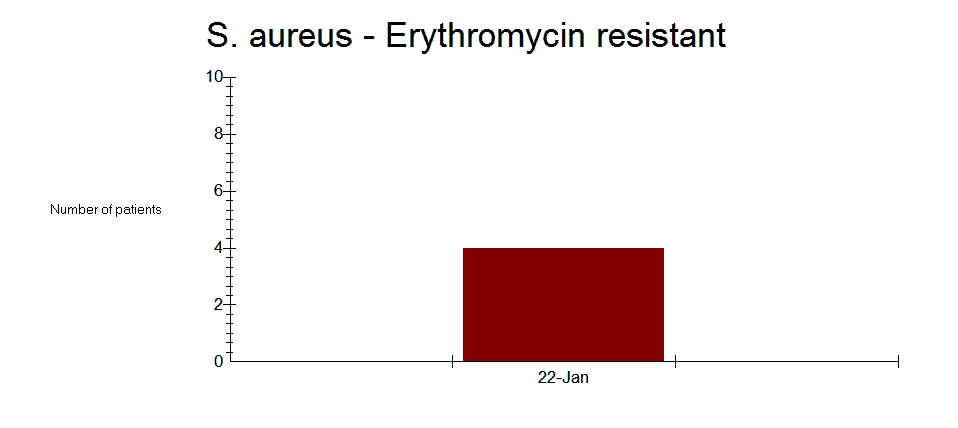 S. aureus - Erythromycin resistant
10
8
6
Number of patients
4
2
0
22-Jan